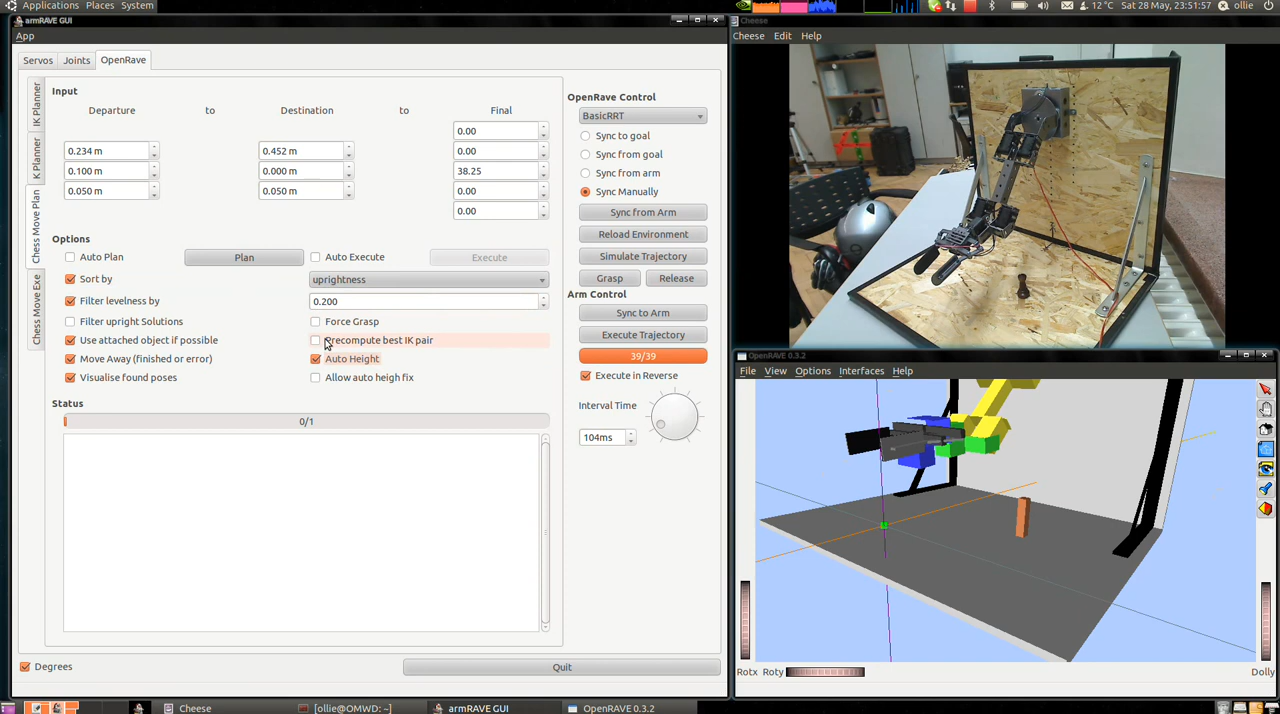 Applications Places System
12 °C Sat 28 May, 23:51:57 ollie
armRAVE GUI
App
Servos Joints OpenRave
IK Planner
K Planner
Chess Move Plan
Chess Move Exe
Input
Departure to Destination to Final
0.00
0.234 m 0.452 m 0.00
0.100 m 0.000 m 38.25
0.050 m 0.050 m 0.00
0.00
Options
Auto Plan Plan Auto Execute Execute
Sort by uprightness
Filter levelness by 0.200
Filter upright Solutions Force Grasp
Use attached object if possible Precompute best IK pair
Move Away (finished or error) Auto Height
Visualise found poses Allow auto heigh fix
Status
0/1
OpenRave Control
BasicRRT
Sync to goal
Sync from goal
Sync from arm
Sync Manually
Sync from Arm
Reload Environment
Simulate Trajectory
Grasp Release
Arm Control
Sync to Arm
Execute Trajectory
39/39
Execute in Reverse
Interval Time
104ms
Degrees Quit
Cheese
Cheese Edit Help
OpenRAVE 0.3.2
File View Options Interfaces Help
Rotx Roty Dolly
Cheese [ollie@OMWD: ~] armRAVE GUI OpenRAVE 0.3.2